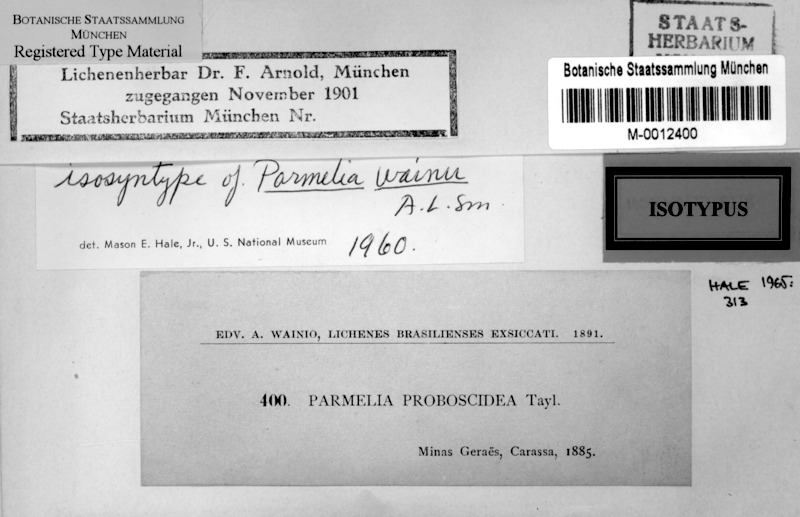 BOTANISCHE STAATSSAMMLUNG
MÜNCHEN
Registered Type Material
STAATS-
HERBARIUM
Lichenenherbar Dr. F. Arnold, München
zugegangen November 1901
Staatsherbarium München Nr.
Botanische Staatssammlung München
M-0012400
isosyntype of Parmelia wainii
A. L. Sm.
det. Mason E. Hale, Jr., U. S. National Museum 1960.
ISOTYPUS
HALE 1965:
313
EDV. A. WAINIO, LICHENES BRASILIENSES EXSICCATI. 1891.
400. PARMELIA PROBOSCIDEA Tayl.
Minas Geraës, Carassa, 1885.